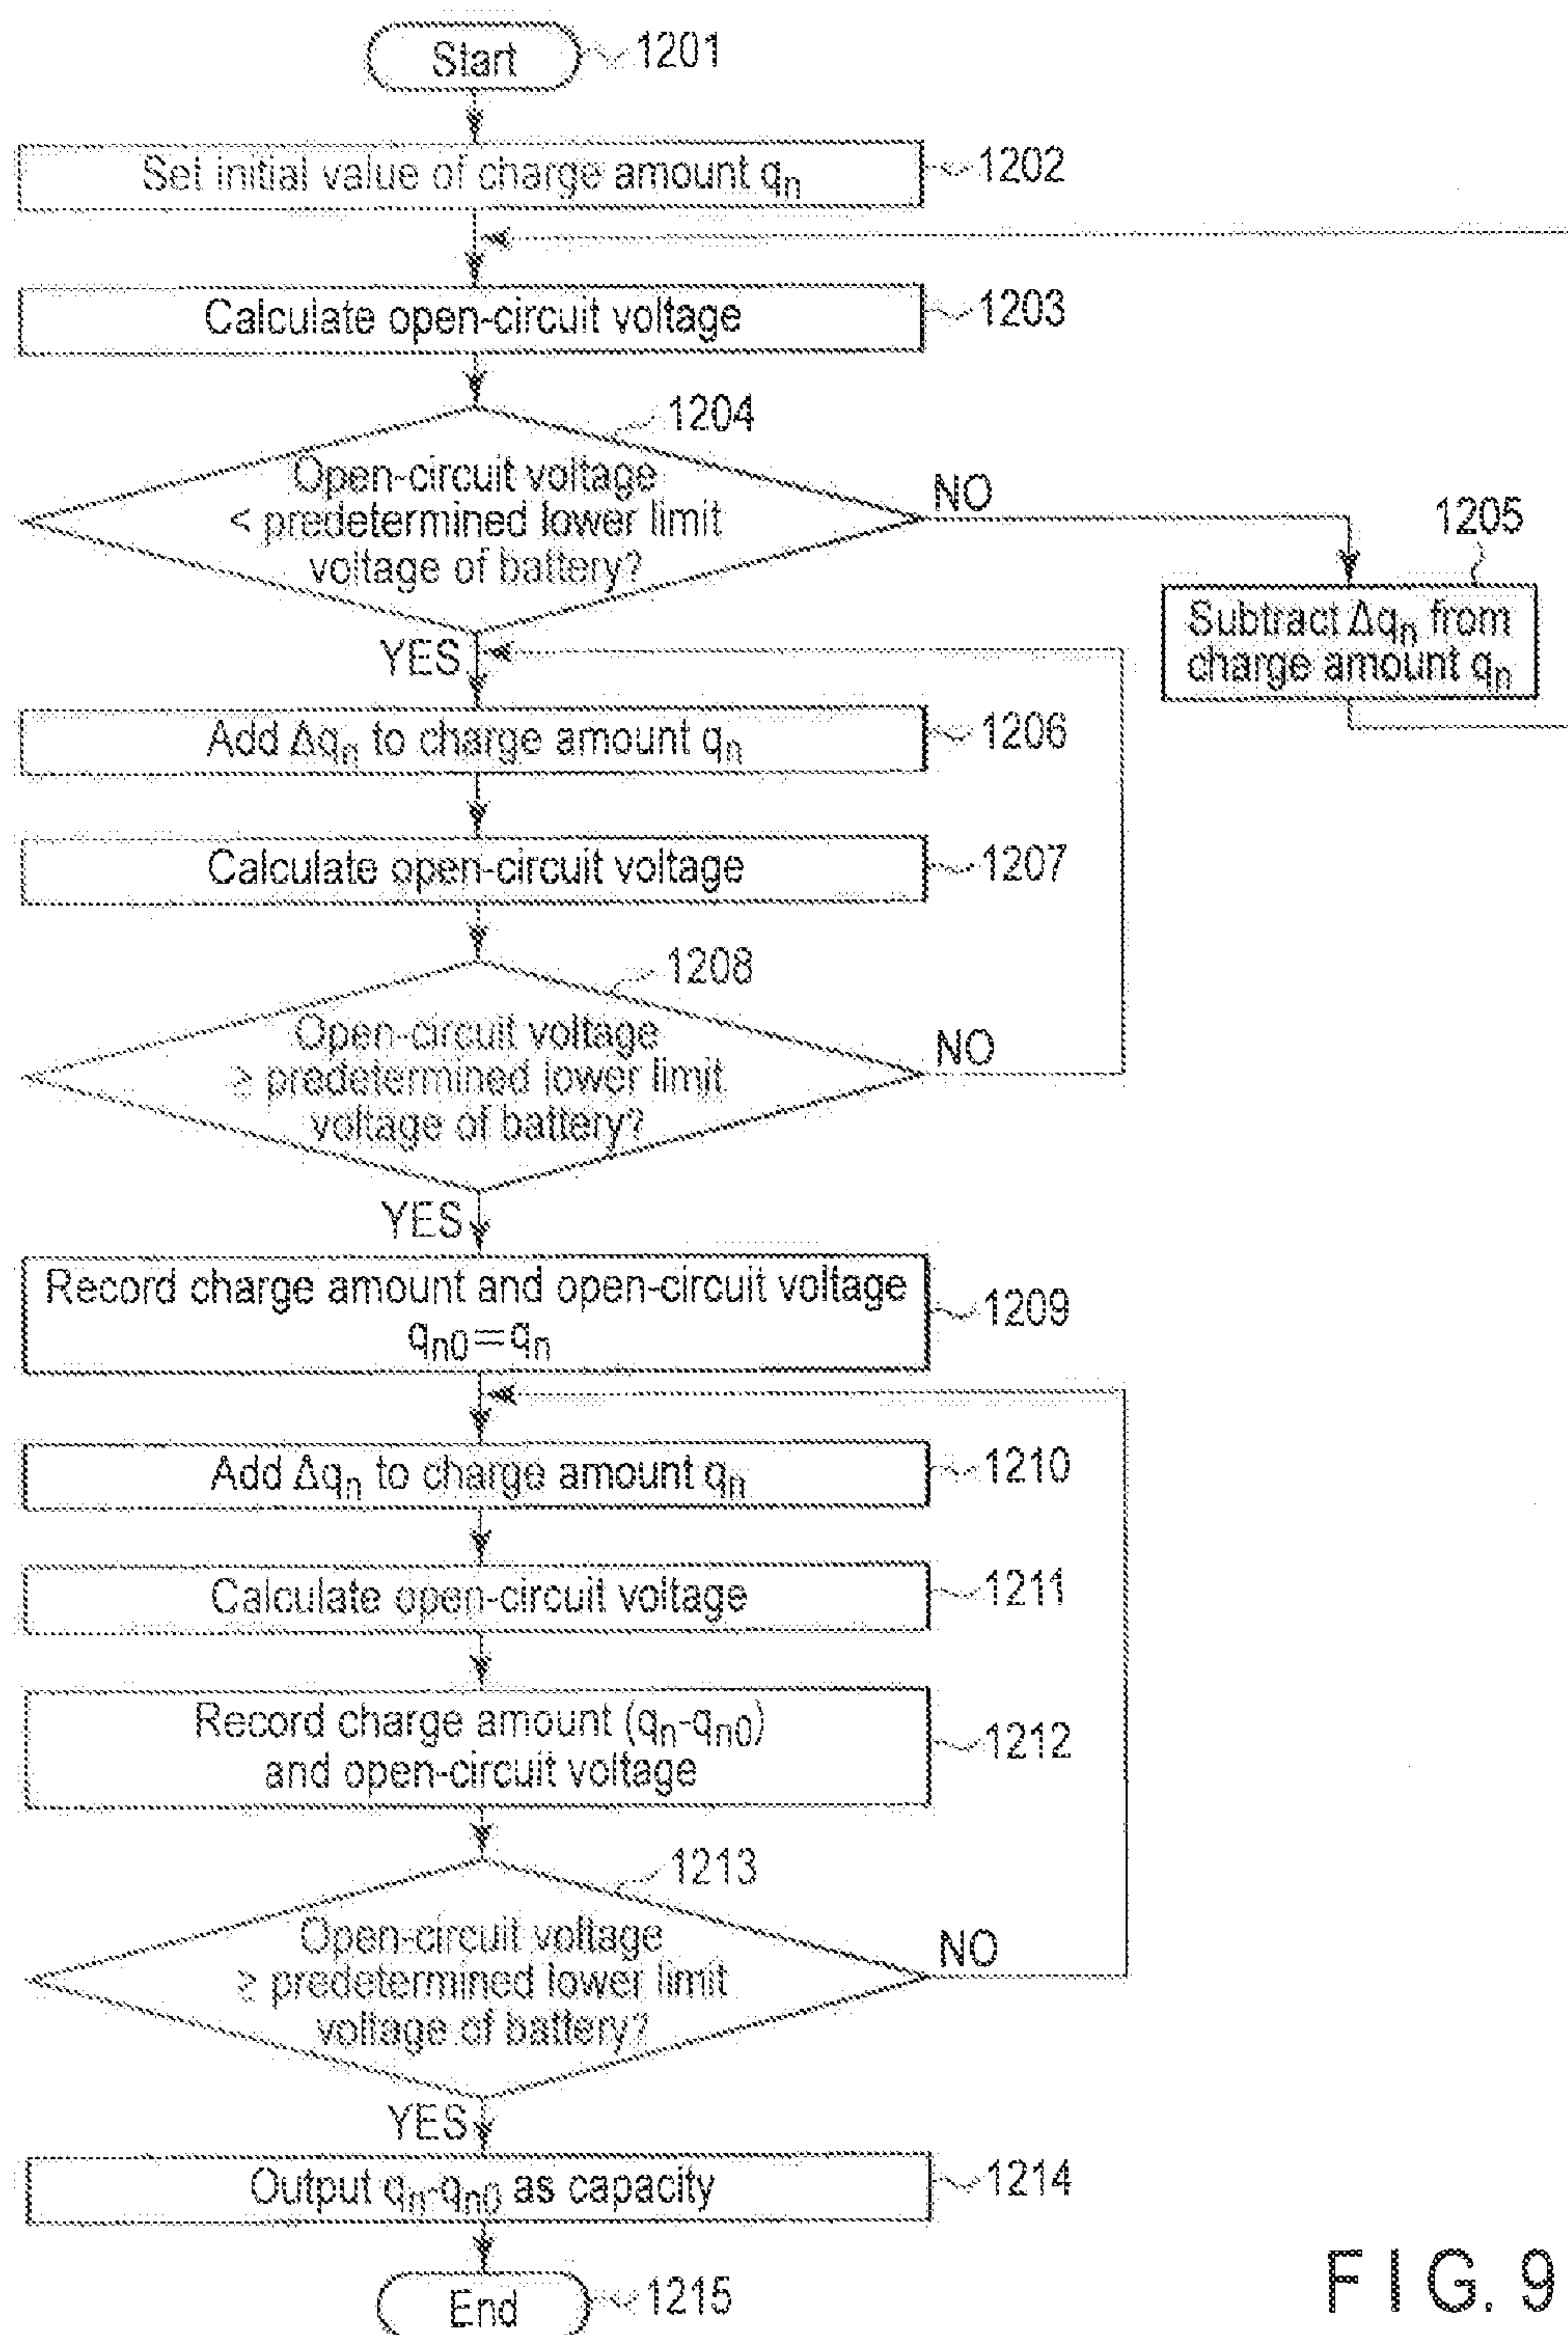 Start
1201
Set initial value of charge amount qn
1202
Calculate open-circuit voltage
1203
1204
Open-circuit voltage
< predetermined lower limit
voltage of battery?
NO
1205
Subtract Δqn from
charge amount qn
YES
Add Δqn to charge amount qn
1206
Calculate open-circuit voltage
1207
1208
Open-circuit voltage
≥ predetermined lower limit
voltage of battery?
NO
YES
Record charge amount and open-circuit voltage
qn0=qn
1209
Add Δqn to charge amount qn
1210
Calculate open-circuit voltage
1211
Record charge amount (qn-qn0)
and open-circuit voltage
1212
1213
Open-circuit voltage
≥ predetermined lower limit
voltage of battery?
NO
YES
Output qn-qn0 as capacity
1214
End
1215
FIG. 9